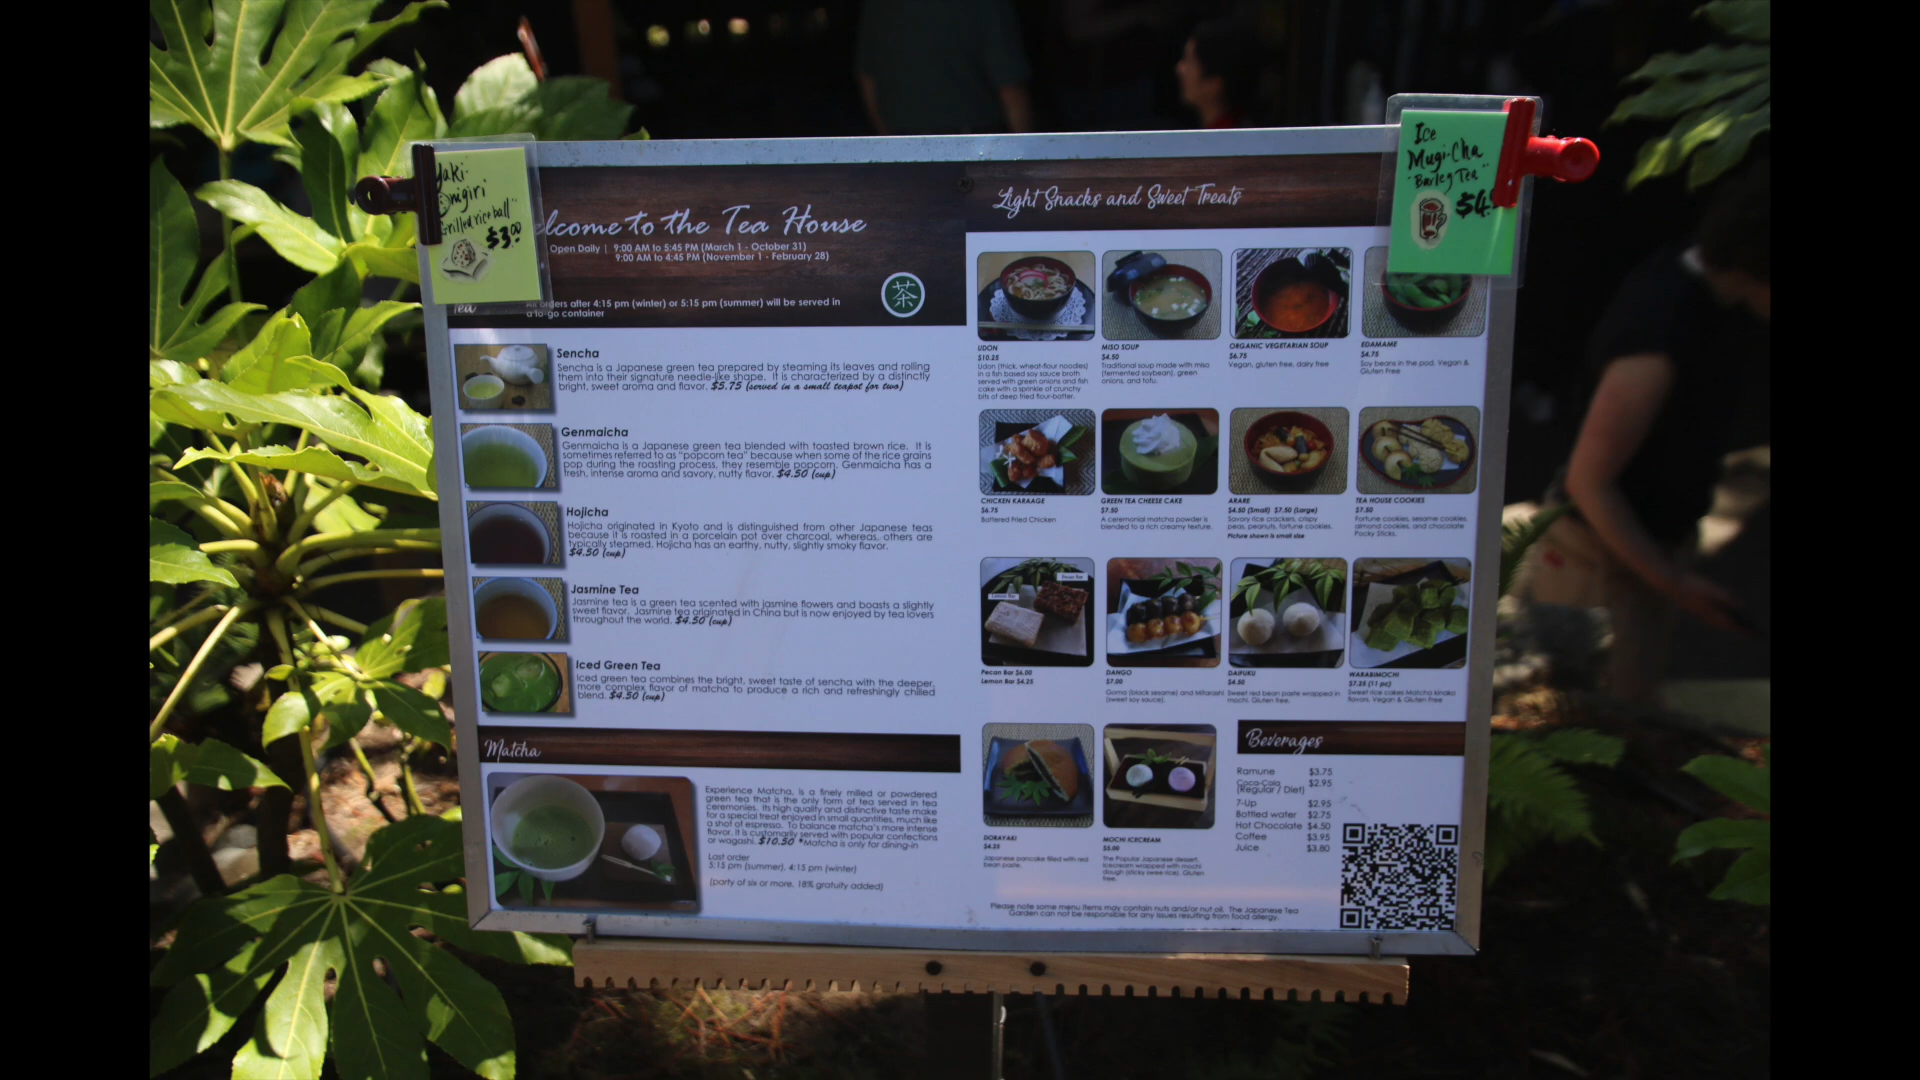 Yaki-
Onigiri
"Grilled rice ball"
$3.00
elcome to the Tea House
Open Daily | 9:00 AM to 5:45 PM (March 1 - October 31)
9:00 AM to 4:45 PM (November 1 - February 28)
All orders after 4:15 pm (winter) or 5:15 pm (summer) will be served in
a to-go container
茶
Tea
Sencha
Sencha is a Japanese green tea prepared by steaming its leaves and rolling
them into their signature needle-like shape. It is characterized by a distinctly
bright, sweet aroma and flavor. $5.75 (served in a small teapot for two)
Genmaicha
Genmaicha is a Japanese green tea blended with toasted brown rice. It is
sometimes referred to as "popcorn tea" because when some of the rice grains
pop during the roasting process, they resemble popcorn. Genmaicha has a
fresh, intense aroma and savory, nutty flavor. $4.50 (cup)
Hojicha
Hojicha originated in Kyoto and is distinguished from other Japanese teas
because it is roasted in a porcelain pot over charcoal, whereas, others are
typically steamed. Hojicha has an earthy, nutty, slightly smoky flavor.
$4.50 (cup)
Jasmine Tea
Jasmine tea is a green tea scented with jasmine flowers and boasts a slightly
sweet flavor. Jasmine tea originated in China but is now enjoyed by tea lovers
throughout the world. $4.50 (cup)
Iced Green Tea
Iced green tea combines the bright, sweet taste of sencha with the deeper,
more complex flavor of matcha to produce a rich and refreshingly chilled
blend. $4.50 (cup)
Matcha
Experience Matcha, is a finely milled or powdered
green tea that is the only form of tea served in tea
ceremonies. Its high quality and distinctive taste make
for a special treat enjoyed in small quantities, much like
a shot of espresso. To balance matcha's more intense
flavor, it is customarily served with popular confections
or wagashi. $10.50 *Matcha is only for dining-in
Last order
5:15 pm (summer), 4:15 pm (winter)
(party of six or more, 18% gratuity added)
Light Snacks and Sweet Treats
Ice
Mugi-Cha
"Barley Tea"
$4
UDON
$10.25
Udon (thick, wheat-flour noodles)
in a fish based soy sauce broth
served with green onions and fish
cake with a sprinkle of crunchy
bits of deep fried flour-batter.
MISO SOUP
$4.50
Traditional soup made with miso
(fermented soybean), green
onions, and tofu.
ORGANIC VEGETARIAN SOUP
$6.75
Vegan, gluten free, dairy free
EDAMAME
$4.75
Soy beans in the pod. Vegan &
Gluten Free
CHICKEN KARAAGE
$6.75
Battered Fried Chicken
GREEN TEA CHEESE CAKE
$7.50
A ceremonial matcha powder is
blended to a rich creamy texture.
ARARE
$4.50 (Small) $7.50 (Large)
Savory rice crackers, crispy
peas, peanuts, fortune cookies.
Picture shown is small size
TEA HOUSE COOKIES
$7.50
Fortune cookies, sesame cookies,
almond cookies, and chocolate
Pocky Sticks.
Pecan Bar
Lemon Bar
Pecan Bar $6.00
Lemon Bar $4.25
DANGO
$7.00
Goma (black sesame) and Mitarashi
(sweet soy sauce).
DAIFUKU
$4.50
Sweet red bean paste wrapped in
mochi. Gluten free.
WARABIMOCHI
$7.25 (11 pc)
Sweet rice cakes Matcha kinako
flavors. Vegan & Gluten Free
DORAYAKI
$4.25
Japanese pancake filled with red
bean paste.
MOCHI ICECREAM
$5.00
The Popular Japanese dessert,
Icecream wrapped with mochi
dough (sticky swee rice). Gluten
free.
Beverages
Ramune $3.75
Coca-Cola $2.95
(Regular / Diet)
7-Up $2.95
Bottled water $2.75
Hot Chocolate $4.50
Coffee $3.95
Juice $3.80
Please note some menu items may contain nuts and/or nut oil. The Japanese Tea
Garden can not be responsible for any issues resulting from food allergy.